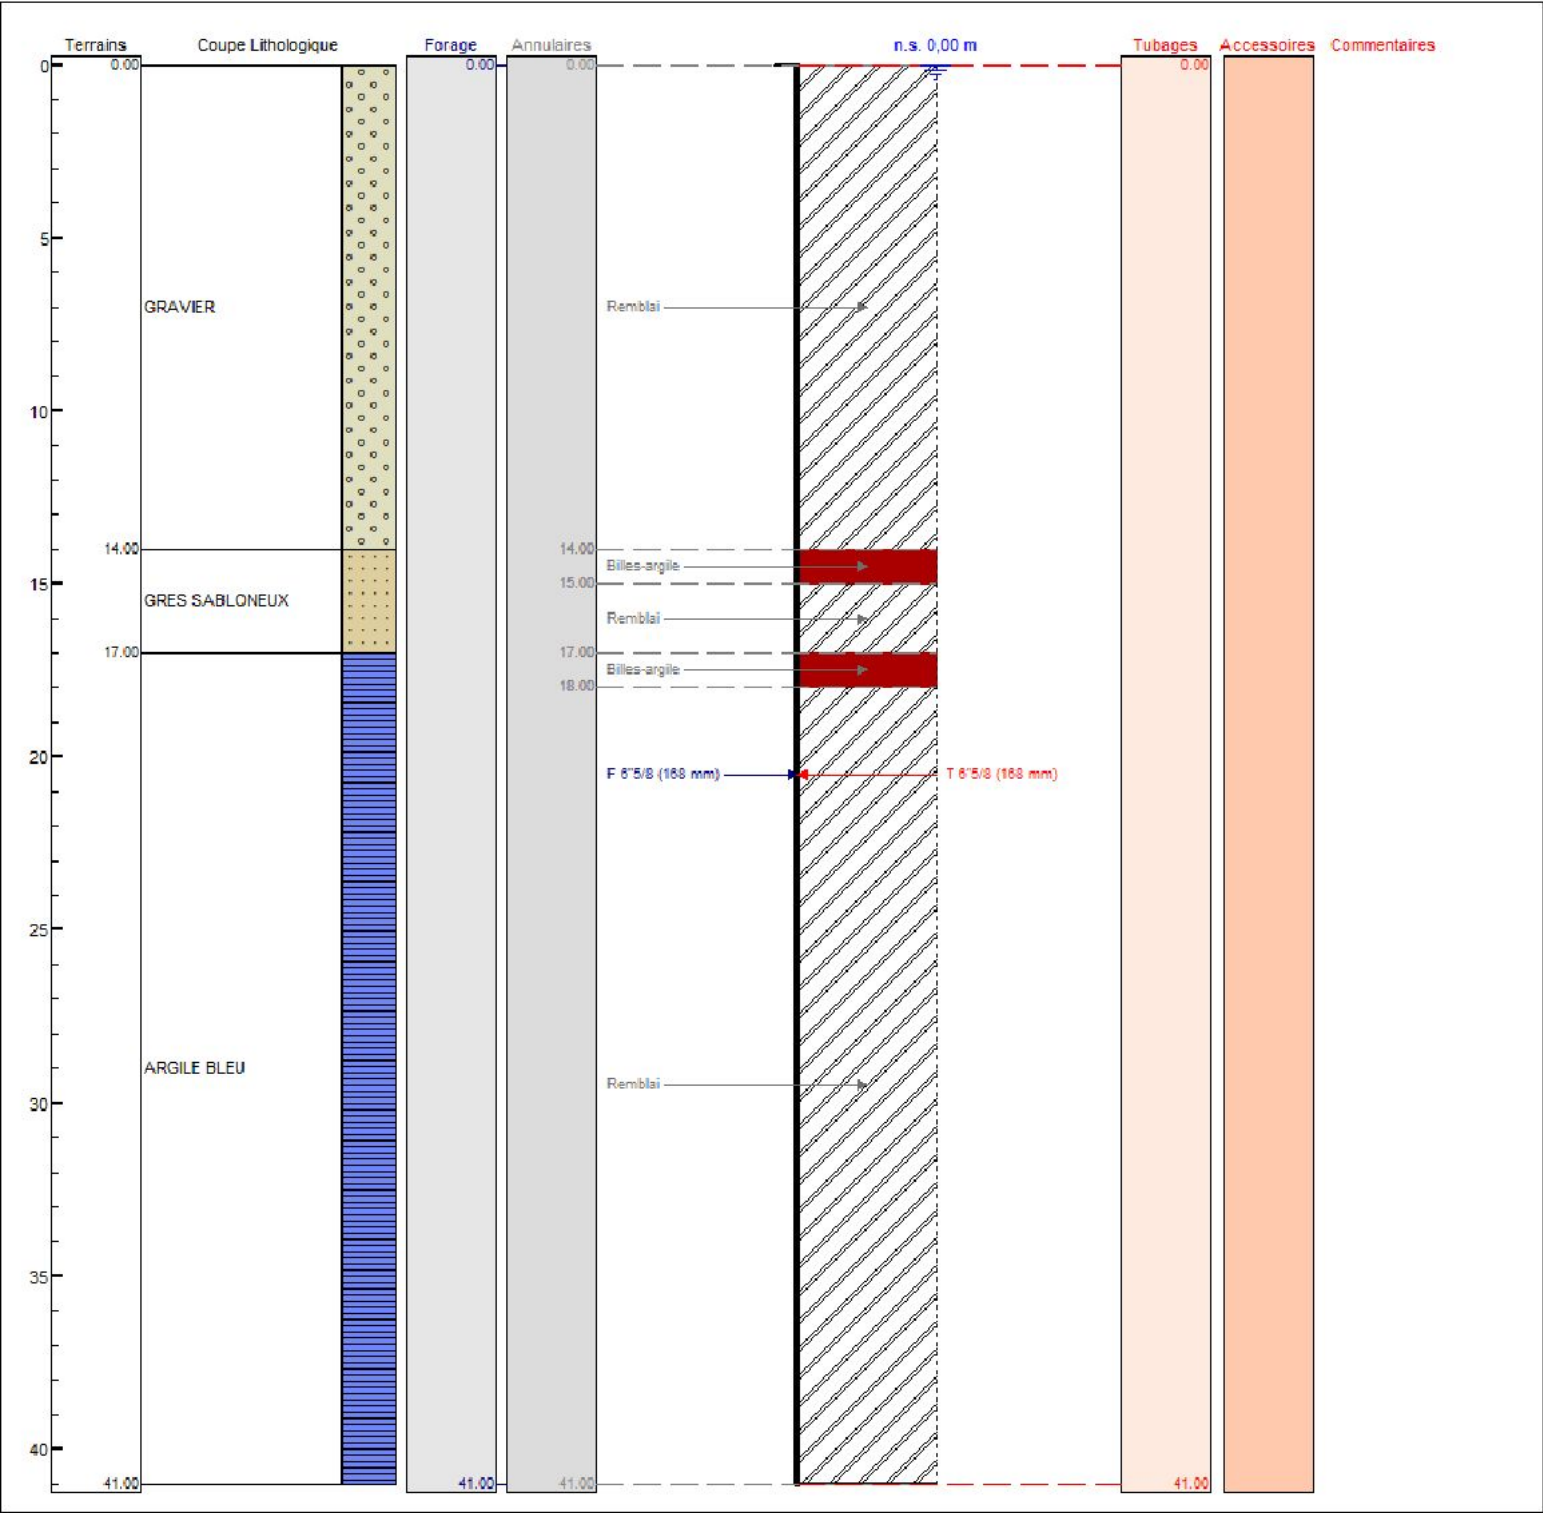 Terrains Coupe Lithologique Forage Annulaires n.s. 0,00 m Tubages Accessoires Commentaires
0 0.00 0.00 0.00 0.00
5
GRAVIER Remblai
10
14.00 14.00
Billes-argile
15 15.00
GRES SABLONEUX Remblai
17.00 17.00
Billes-argile
18.00
20
F 6"5/8 (168 mm) T 6"5/8 (168 mm)
25
ARGILE BLEU Remblai
30
35
40
41.00 41.00 41.00 41.00